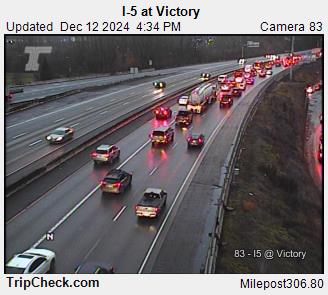 I-5 at Victory
Updated Dec 12 2024 4:34 PM Camera 83
T
N
83 - I5 @ Victory
TripCheck.com Milepost306.80